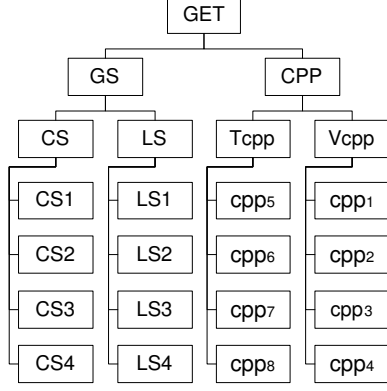 GET
GS CPP
CS LS Tcpp Vcpp
CS1 LS1 cpp5 cpp1
CS2 LS2 cpp6 cpp2
CS3 LS3 cpp7 cpp3
CS4 LS4 cpp8 cpp4